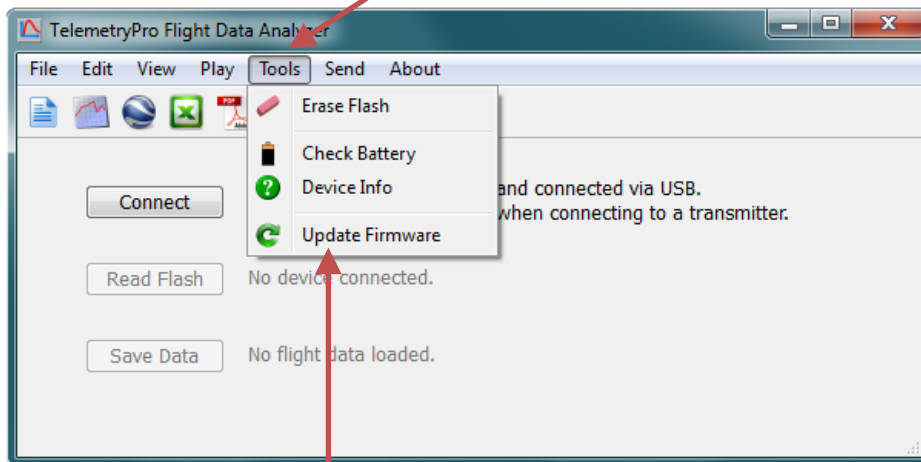 TelemetryPro Flight Data Analyzer
File Edit View Play Tools Send About
PDF
Erase Flash
Check Battery
Device Info
Update Firmware
Connect
and connected via USB.
when connecting to a transmitter.
Read Flash No device connected.
Save Data No flight data loaded.